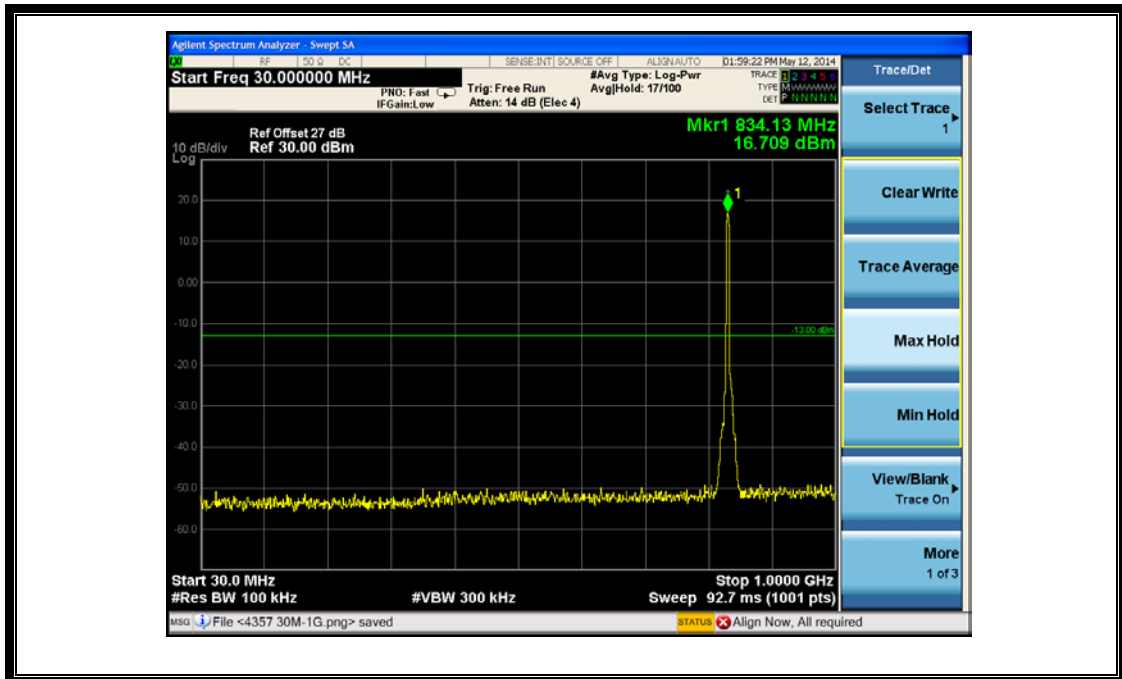 Agilent Spectrum Analyzer - Swept SA
RF 50 Ω DC SENSE:INT SOURCE OFF ALIGNAUTO 01:59:22 PM May 12, 2014
Start Freq 30.000000 MHz
PNO: Fast
IFGain:Low
Trig: Free Run
Atten: 14 dB (Elec 4)
#Avg Type: Log-Pwr
Avg|Hold: 17/100
TRACE 1 2 3 4 5 6
TYPE M
DET P N N N N N
Mkr1 834.13 MHz
16.709 dBm
Ref Offset 27 dB
Ref 30.00 dBm
10 dB/div
Log
1
20.0
10.0
0.00
-10.0
-13.00 dBm
-20.0
-30.0
-40.0
-50.0
-60.0
Start 30.0 MHz
Stop 1.0000 GHz
#Res BW 100 kHz
#VBW 300 kHz
Sweep 92.7 ms (1001 pts)
MSG File <4357 30M-1G.png> saved
STATUS Align Now, All required
Trace/Det
Select Trace
1
Clear Write
Trace Average
Max Hold
Min Hold
View/Blank
Trace On
More
1 of 3